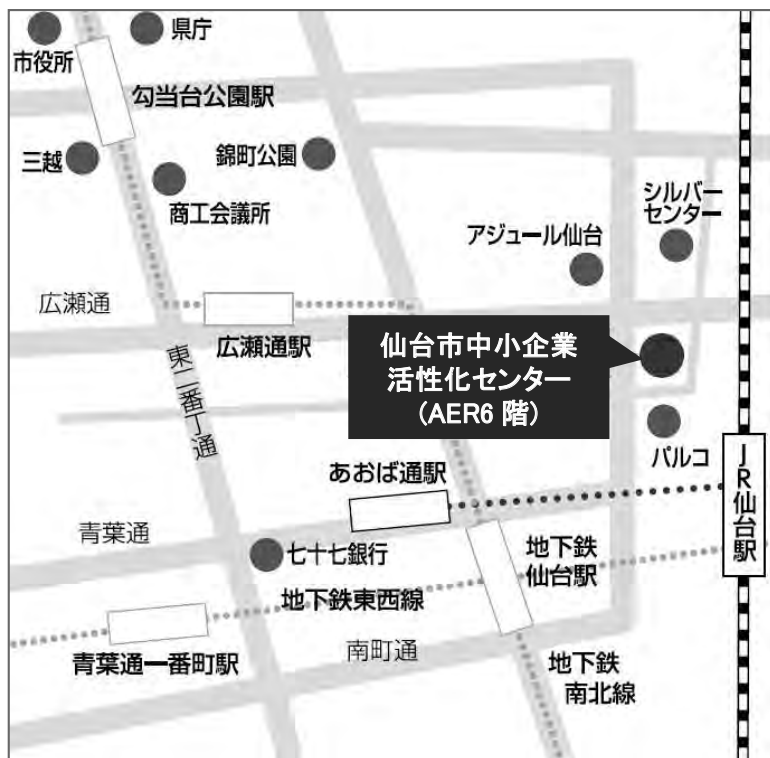 県庁
市役所
勾当台公園駅
三越
錦町公園
商工会議所
シルバー
センター
アジュール仙台
広瀬通
広瀬通駅
仙台市中小企業
活性化センター
(AER6 階)
東二番丁通
パルコ
あおば通駅
JR仙台駅
青葉通
七十七銀行
地下鉄
仙台駅
地下鉄東西線
青葉通一番町駅
南町通
地下鉄
南北線